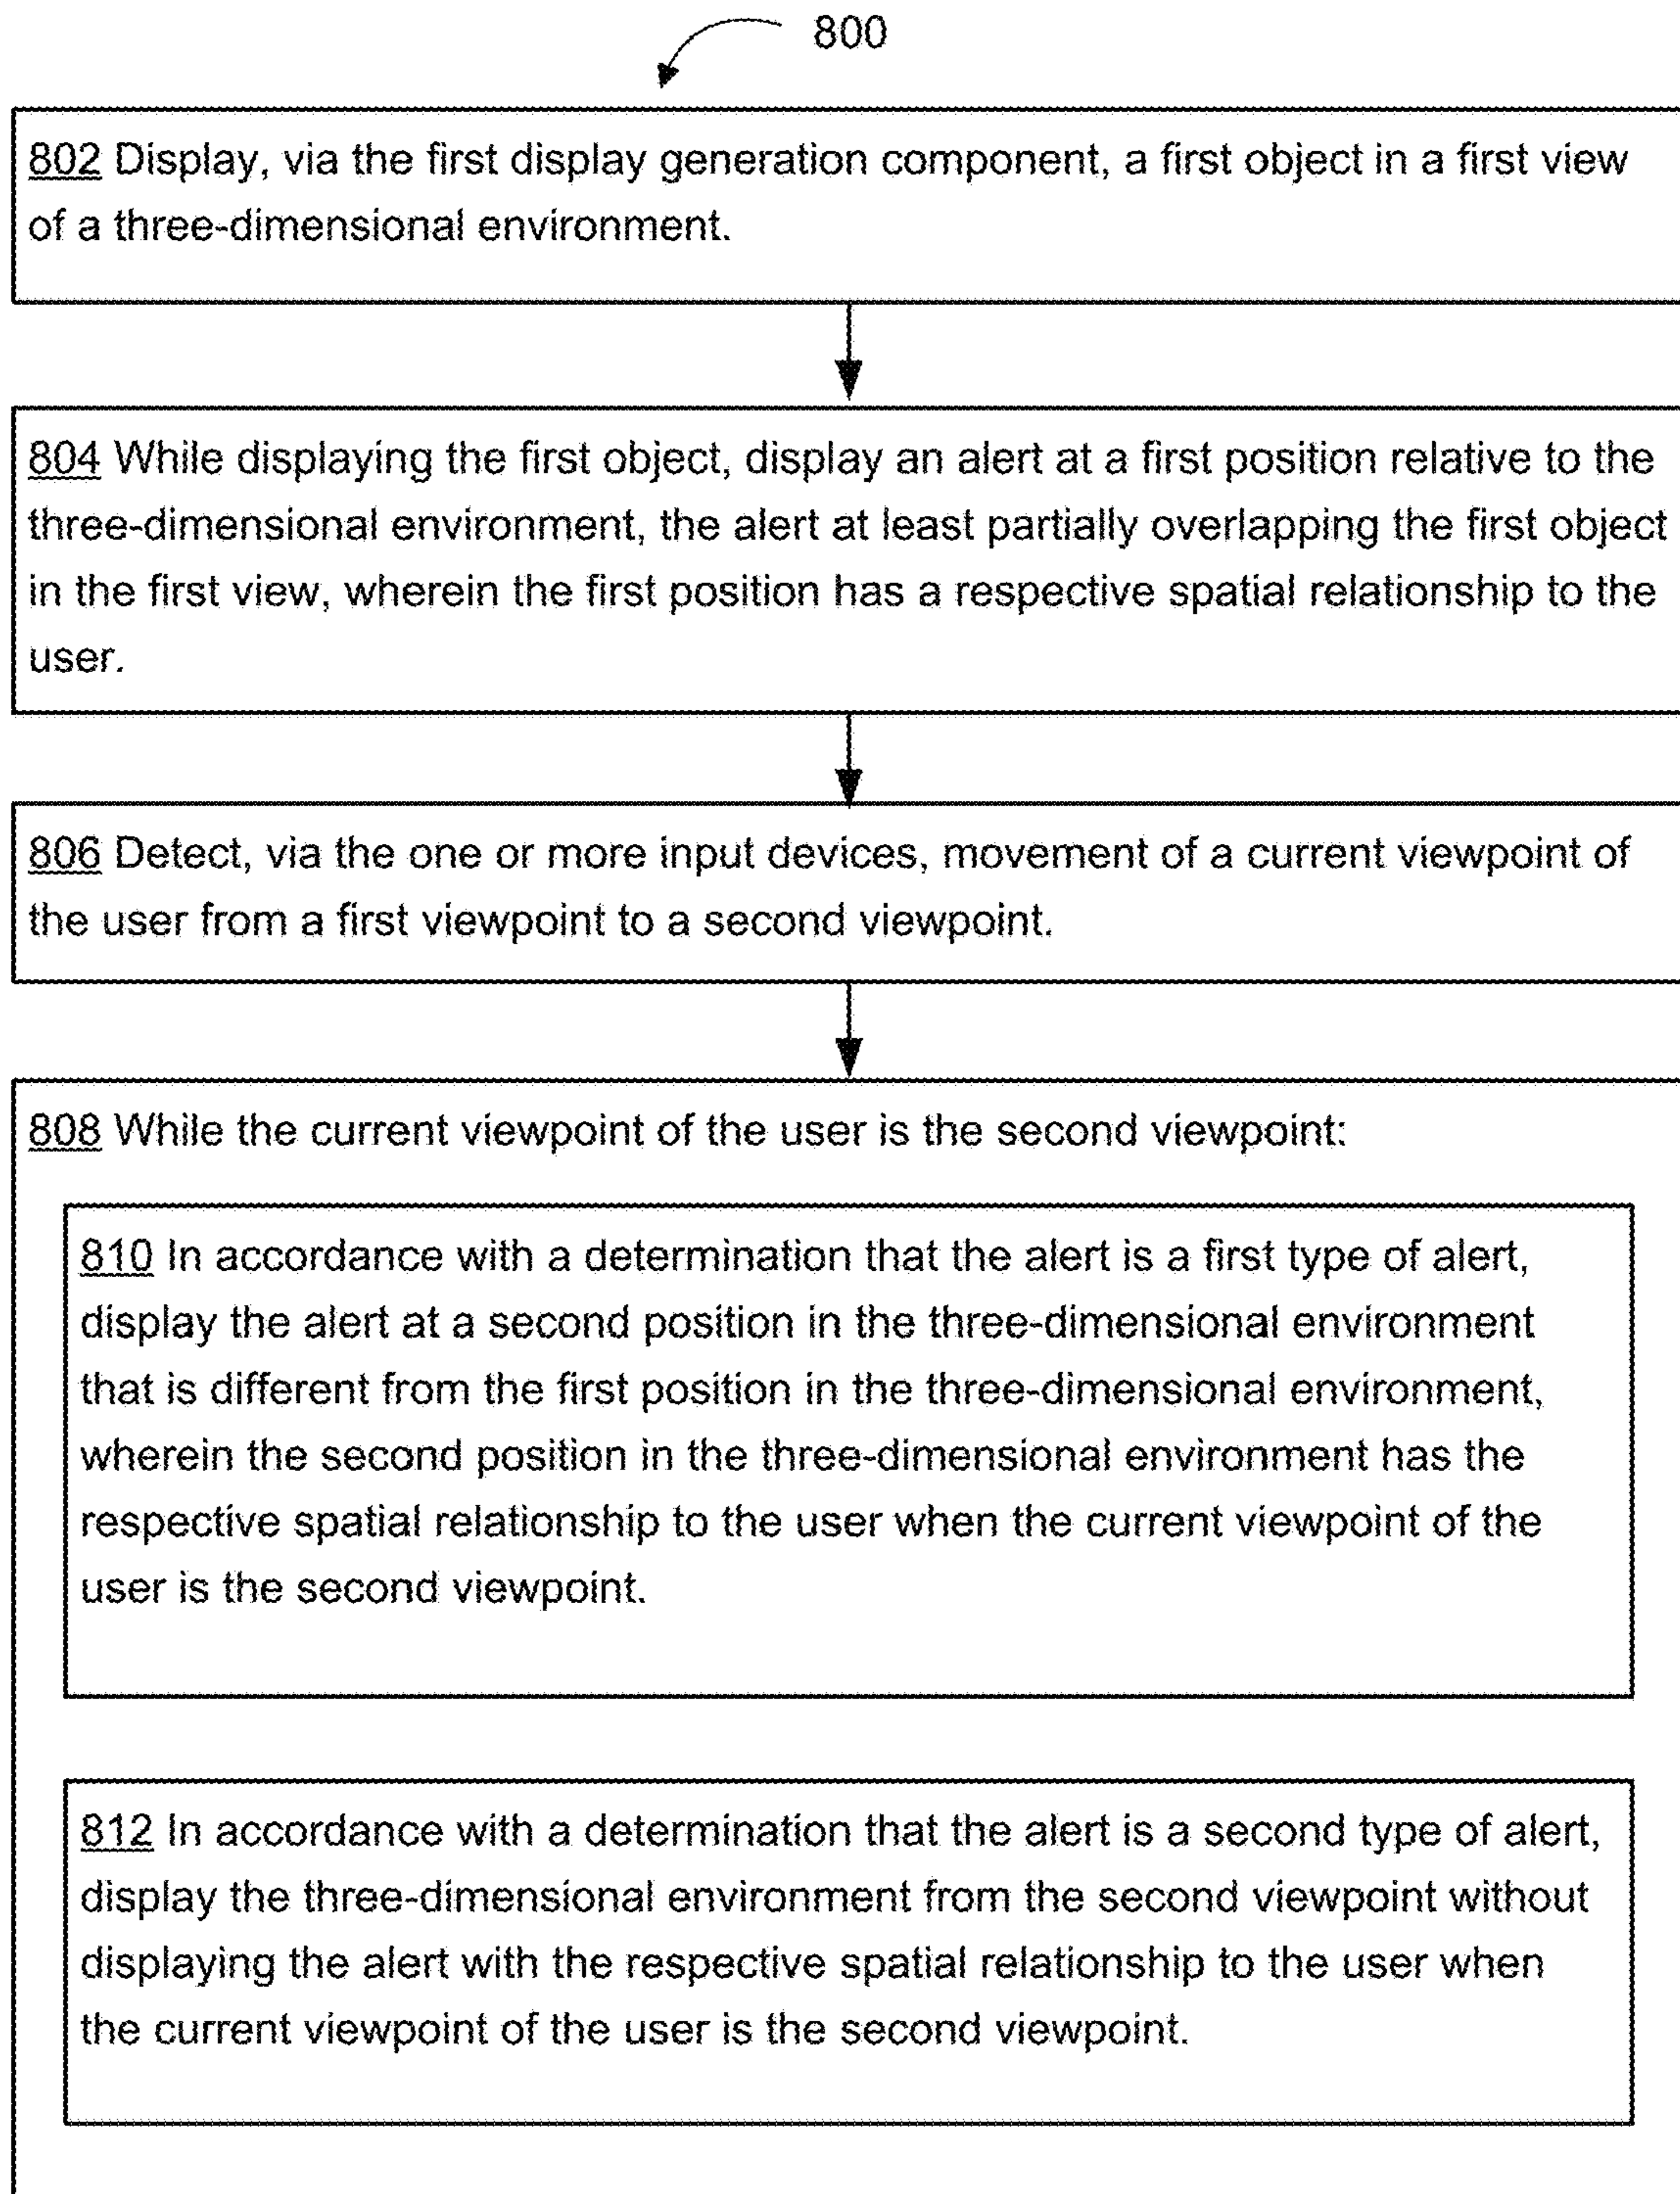 800
802 Display, via the first display generation component, a first object in a first view
of a three-dimensional environment.
804 While displaying the first object, display an alert at a first position relative to the
three-dimensional environment, the alert at least partially overlapping the first object
in the first view, wherein the first position has a respective spatial relationship to the
user.
806 Detect, via the one or more input devices, movement of a current viewpoint of
the user from a first viewpoint to a second viewpoint.
808 While the current viewpoint of the user is the second viewpoint:
810 In accordance with a determination that the alert is a first type of alert,
display the alert at a second position in the three-dimensional environment
that is different from the first position in the three-dimensional environment,
wherein the second position in the three-dimensional environment has the
respective spatial relationship to the user when the current viewpoint of the
user is the second viewpoint.
812 In accordance with a determination that the alert is a second type of alert,
display the three-dimensional environment from the second viewpoint without
displaying the alert with the respective spatial relationship to the user when
the current viewpoint of the user is the second viewpoint.